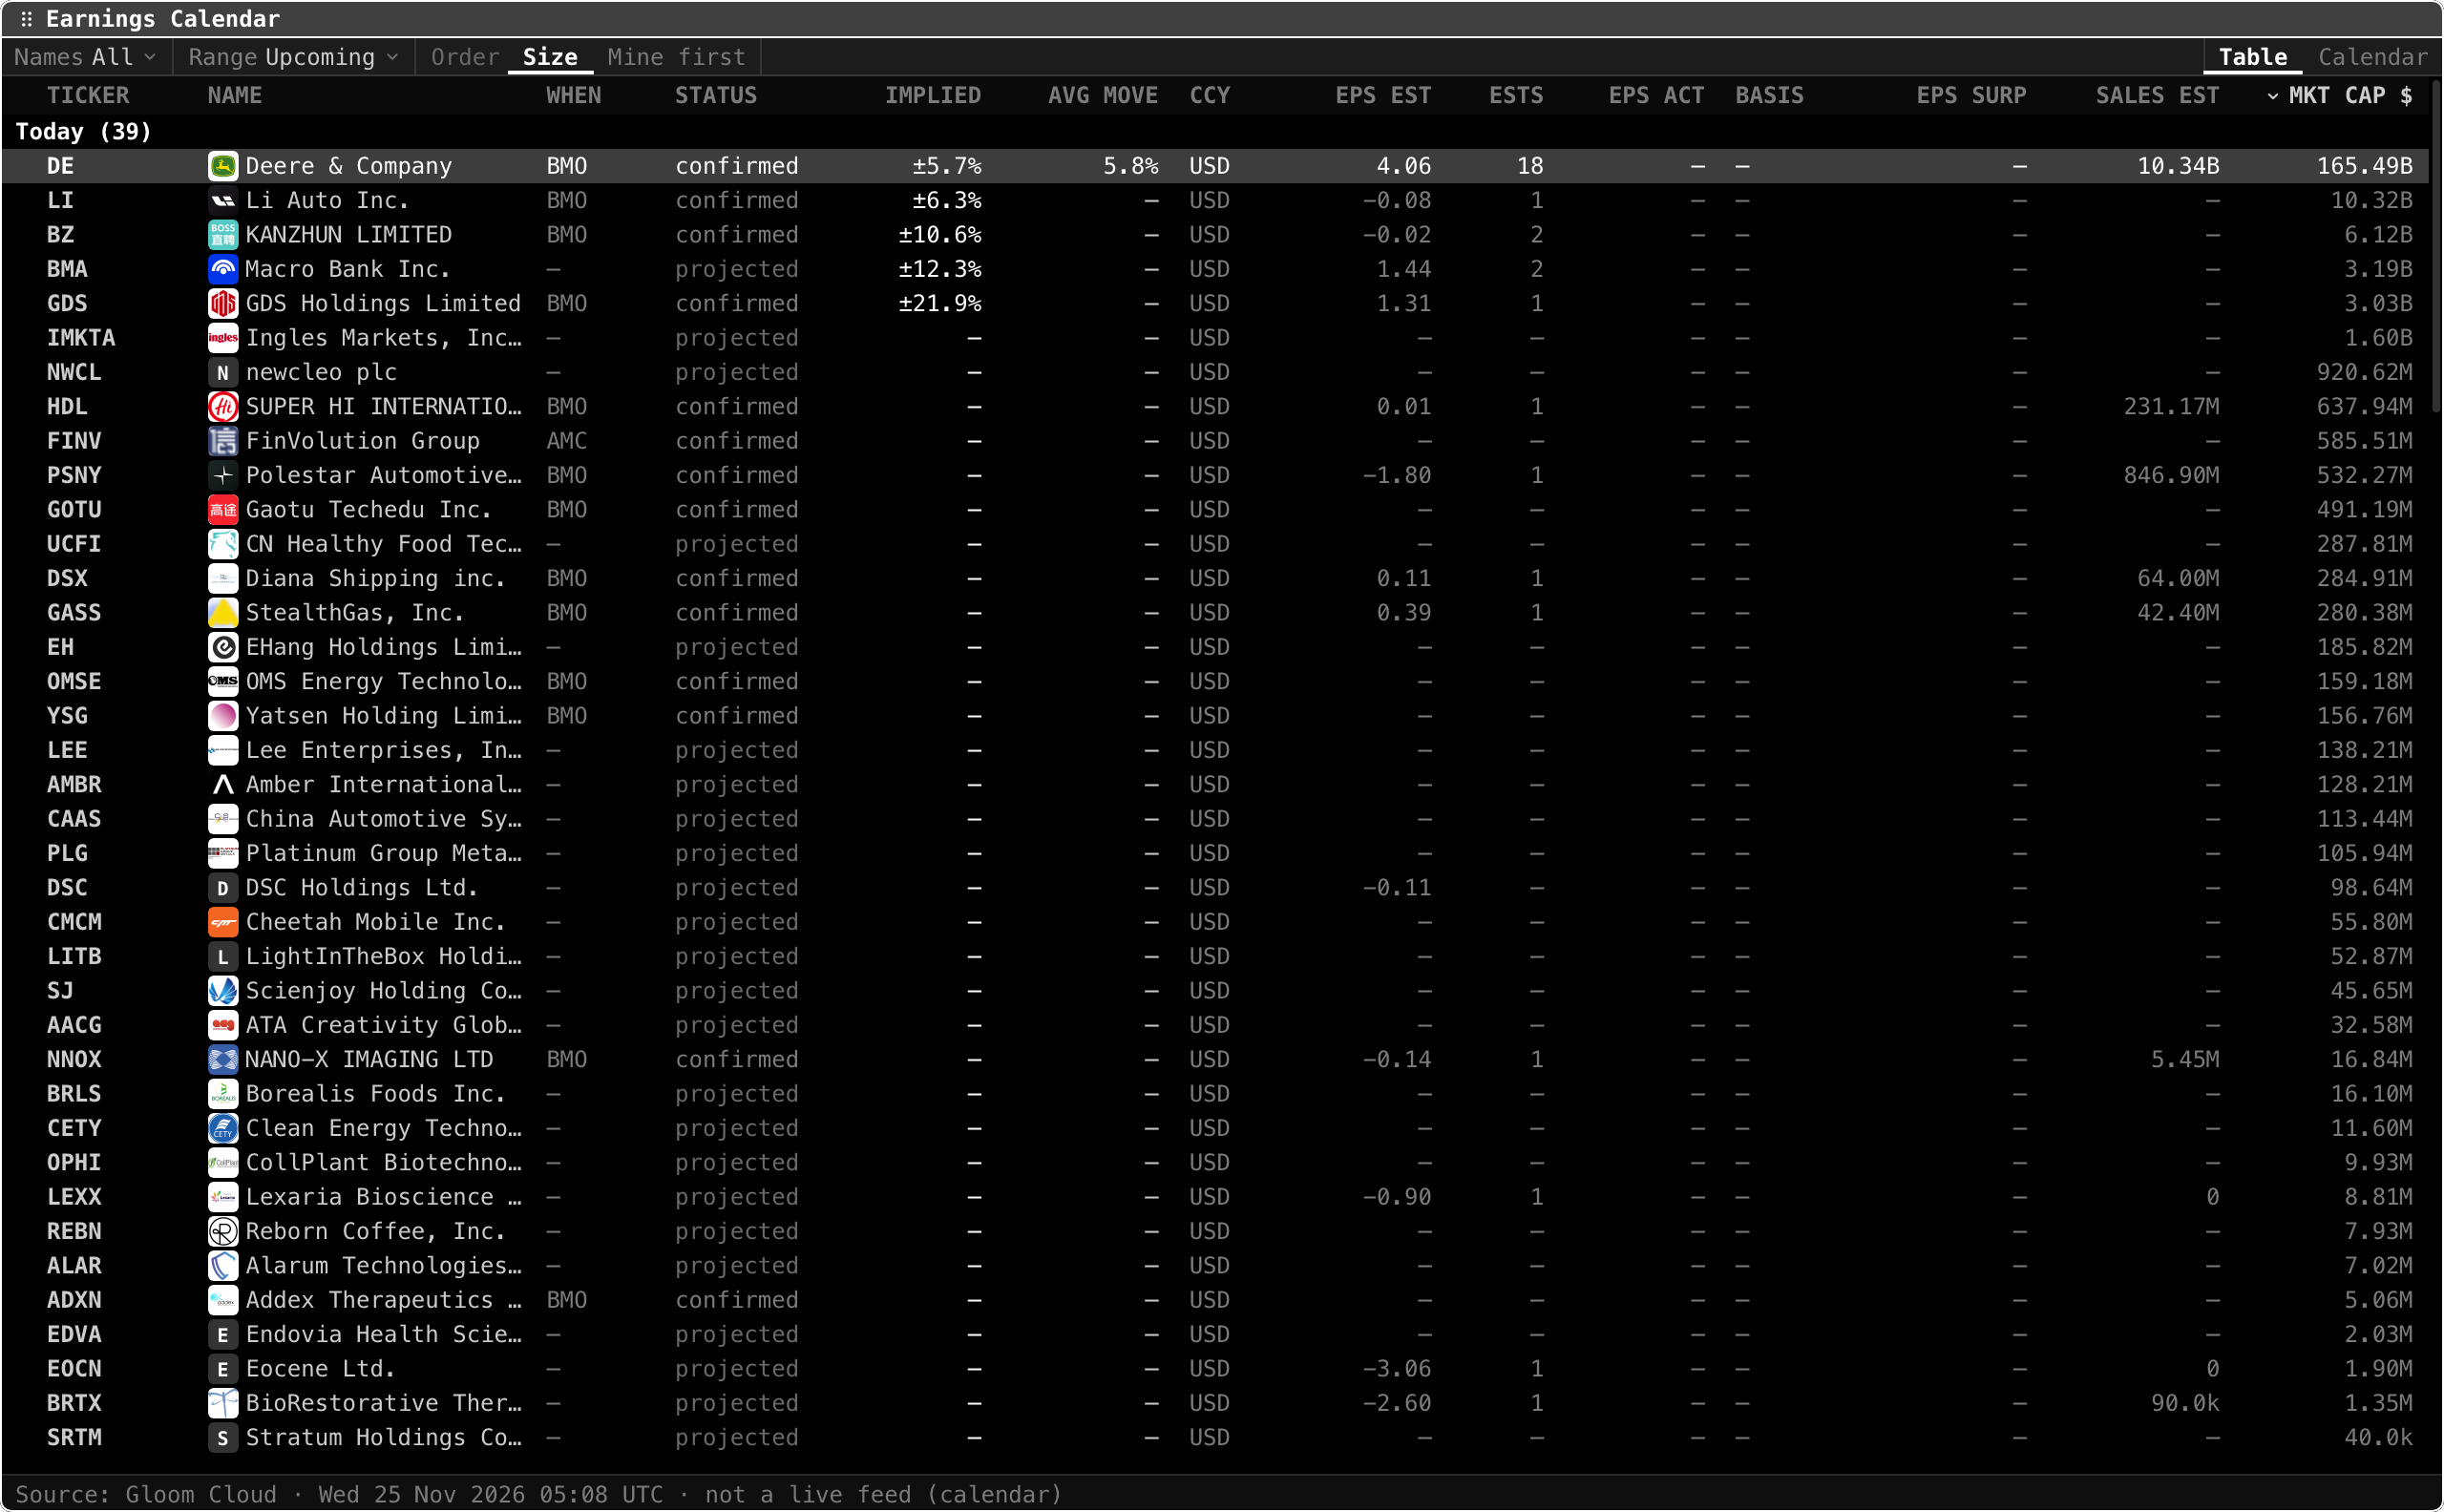 Earnings Calendar
Names All Range Upcoming Order Size Mine first Table Calendar
TICKER NAME WHEN STATUS IMPLIED AVG MOVE CCY EPS EST ESTS EPS ACT BASIS EPS SURP SALES EST MKT CAP $
Today (39)
DE Deere & Company BMO confirmed ±5.7% 5.8% USD 4.06 18 — — — 10.34B 165.49B
LI Li Auto Inc. BMO confirmed ±6.3% — USD −0.08 1 — — — — 10.32B
BZ BOSS 直聘 KANZHUN LIMITED BMO confirmed ±10.6% — USD −0.02 2 — — — — 6.12B
BMA Macro Bank Inc. — projected ±12.3% — USD 1.44 2 — — — — 3.19B
GDS GDS Holdings Limited BMO confirmed ±21.9% — USD 1.31 1 — — — — 3.03B
IMKTA ingles Ingles Markets, Inc… — projected — — USD — — — — — — 1.60B
NWCL N newcleo plc — projected — — USD — — — — — — 920.62M
HDL Hi SUPER HI INTERNATIO… BMO confirmed — — USD 0.01 1 — — — 231.17M 637.94M
FINV FinVolution Group AMC confirmed — — USD — — — — — — 585.51M
PSNY Polestar Automotive… BMO confirmed — — USD −1.80 1 — — — 846.90M 532.27M
GOTU 高途 Gaotu Techedu Inc. BMO confirmed — — USD — — — — — — 491.19M
UCFI CN Healthy Food Tec… — projected — — USD — — — — — — 287.81M
DSX Diana Shipping inc. BMO confirmed — — USD 0.11 1 — — — 64.00M 284.91M
GASS StealthGas, Inc. BMO confirmed — — USD 0.39 1 — — — 42.40M 280.38M
EH EHang Holdings Limi… — projected — — USD — — — — — — 185.82M
OMSE OMS OMS Energy Technolo… BMO confirmed — — USD — — — — — — 159.18M
YSG Yatsen Holding Limi… BMO confirmed — — USD — — — — — — 156.76M
LEE Lee Enterprises, In… — projected — — USD — — — — — — 138.21M
AMBR Amber International… — projected — — USD — — — — — — 128.21M
CAAS China Automotive Sy… — projected — — USD — — — — — — 113.44M
PLG Platinum Group Meta… — projected — — USD — — — — — — 105.94M
DSC D DSC Holdings Ltd. — projected — — USD −0.11 — — — — — 98.64M
CMCM Cheetah Mobile Inc. — projected — — USD — — — — — — 55.80M
LITB L LightInTheBox Holdi… — projected — — USD — — — — — — 52.87M
SJ Scienjoy Holding Co… — projected — — USD — — — — — — 45.65M
AACG ATA Creativity Glob… — projected — — USD — — — — — — 32.58M
NNOX NANO−X IMAGING LTD BMO confirmed — — USD −0.14 1 — — — 5.45M 16.84M
BRLS BOREALIS Borealis Foods Inc. — projected — — USD — — — — — — 16.10M
CETY CETY Clean Energy Techno… — projected — — USD — — — — — — 11.60M
OPHI CollPlant CollPlant Biotechno… — projected — — USD — — — — — — 9.93M
LEXX Lexaria Bioscience … — projected — — USD −0.90 1 — — — 0 8.81M
REBN R Reborn Coffee, Inc. — projected — — USD — — — — — — 7.93M
ALAR Alarum Technologies… — projected — — USD — — — — — — 7.02M
ADXN addex Addex Therapeutics … BMO confirmed — — USD — — — — — — 5.06M
EDVA E Endovia Health Scie… — projected — — USD — — — — — — 2.03M
EOCN E Eocene Ltd. — projected — — USD −3.06 1 — — — 0 1.90M
BRTX BioRestorative Ther… — projected — — USD −2.60 1 — — — 90.0k 1.35M
SRTM S Stratum Holdings Co… — projected — — USD — — — — — — 40.0k
Source: Gloom Cloud · Wed 25 Nov 2026 05:08 UTC · not a live feed (calendar)